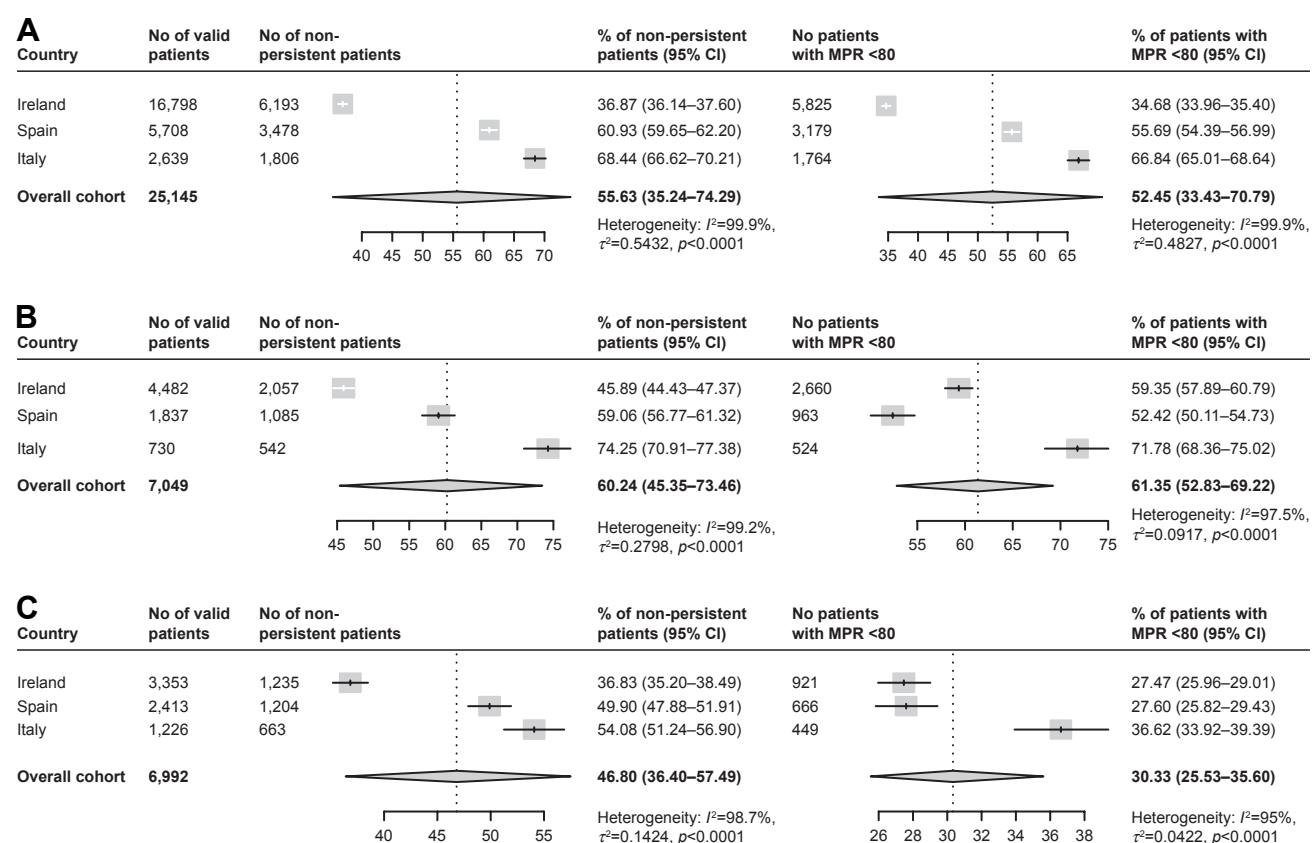 A
Country No of valid patients No of non-persistent patients % of non-persistent patients (95% CI) No patients with MPR <80 % of patients with MPR <80 (95% CI)
Ireland 16,798 6,193 36.87 (36.14–37.60) 5,825 34.68 (33.96–35.40)
Spain 5,708 3,478 60.93 (59.65–62.20) 3,179 55.69 (54.39–56.99)
Italy 2,639 1,806 68.44 (66.62–70.21) 1,764 66.84 (65.01–68.64)
Overall cohort 25,145 55.63 (35.24–74.29) 52.45 (33.43–70.79)
Heterogeneity: I²=99.9%, Heterogeneity: I²=99.9%,
τ²=0.5432, p<0.0001 τ²=0.4827, p<0.0001
40 45 50 55 60 65 70 35 45 50 55 60 65
B
Country No of valid patients No of non-persistent patients % of non-persistent patients (95% CI) No patients with MPR <80 % of patients with MPR <80 (95% CI)
Ireland 4,482 2,057 45.89 (44.43–47.37) 2,660 59.35 (57.89–60.79)
Spain 1,837 1,085 59.06 (56.77–61.32) 963 52.42 (50.11–54.73)
Italy 730 542 74.25 (70.91–77.38) 524 71.78 (68.36–75.02)
Overall cohort 7,049 60.24 (45.35–73.46) 61.35 (52.83–69.22)
Heterogeneity: I²=99.2%, Heterogeneity: I²=97.5%,
τ²=0.2798, p<0.0001 τ²=0.0917, p<0.0001
45 50 55 60 65 70 75 55 60 65 70 75
C
Country No of valid patients No of non-persistent patients % of non-persistent patients (95% CI) No patients with MPR <80 % of patients with MPR <80 (95% CI)
Ireland 3,353 1,235 36.83 (35.20–38.49) 921 27.47 (25.96–29.01)
Spain 2,413 1,204 49.90 (47.88–51.91) 666 27.60 (25.82–29.43)
Italy 1,226 663 54.08 (51.24–56.90) 449 36.62 (33.92–39.39)
Overall cohort 6,992 46.80 (36.40–57.49) 30.33 (25.53–35.60)
Heterogeneity: I²=98.7%, Heterogeneity: I²=95%,
τ²=0.1424, p<0.0001 τ²=0.0422, p<0.0001
40 45 50 55 26 28 30 32 34 36 38